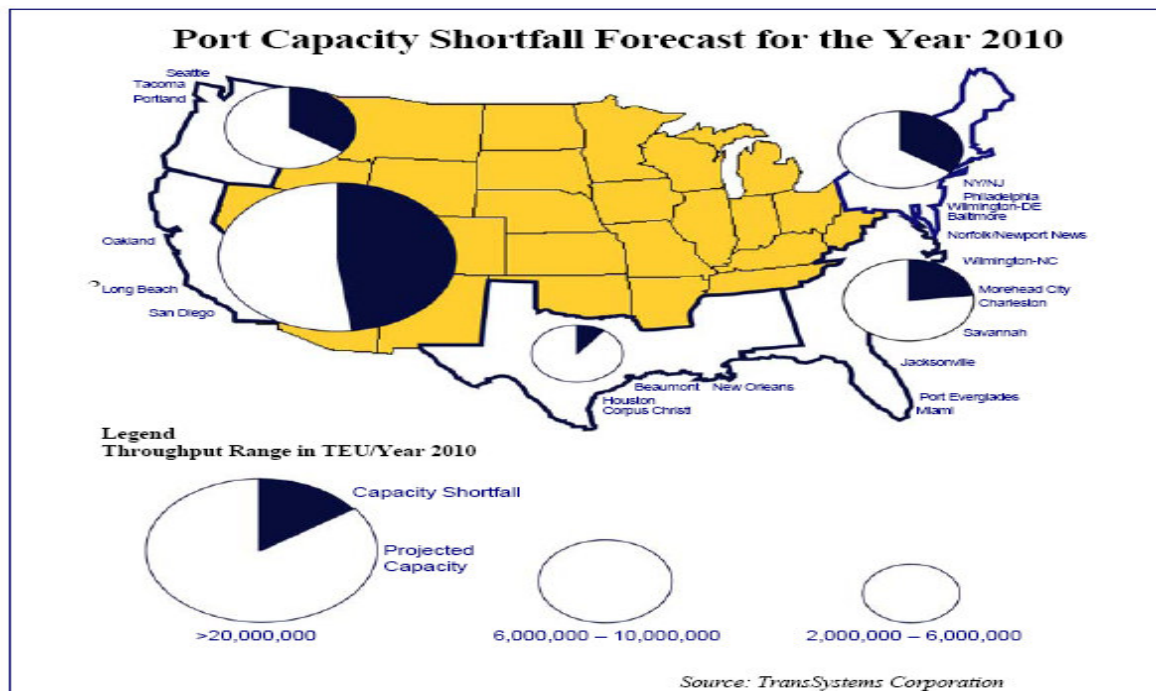 Port Capacity Shortfall Forecast for the Year 2010
Seattle
Tacoma
Portland
Oakland
Long Beach
San Diego
NY/NJ
Philadelphia
Wilmington-DE
Baltimore
Norfolk/Newport News
Wilmington-NC
Morehead City
Charleston
Savannah
Jacksonville
Port Everglades
Miami
Beaumont New Orleans
Houston
Corpus Christi
Legend
Throughput Range in TEU/Year 2010
Capacity Shortfall
Projected
Capacity
>20,000,000
6,000,000 – 10,000,000
2,000,000 – 6,000,000
Source: TransSystems Corporation